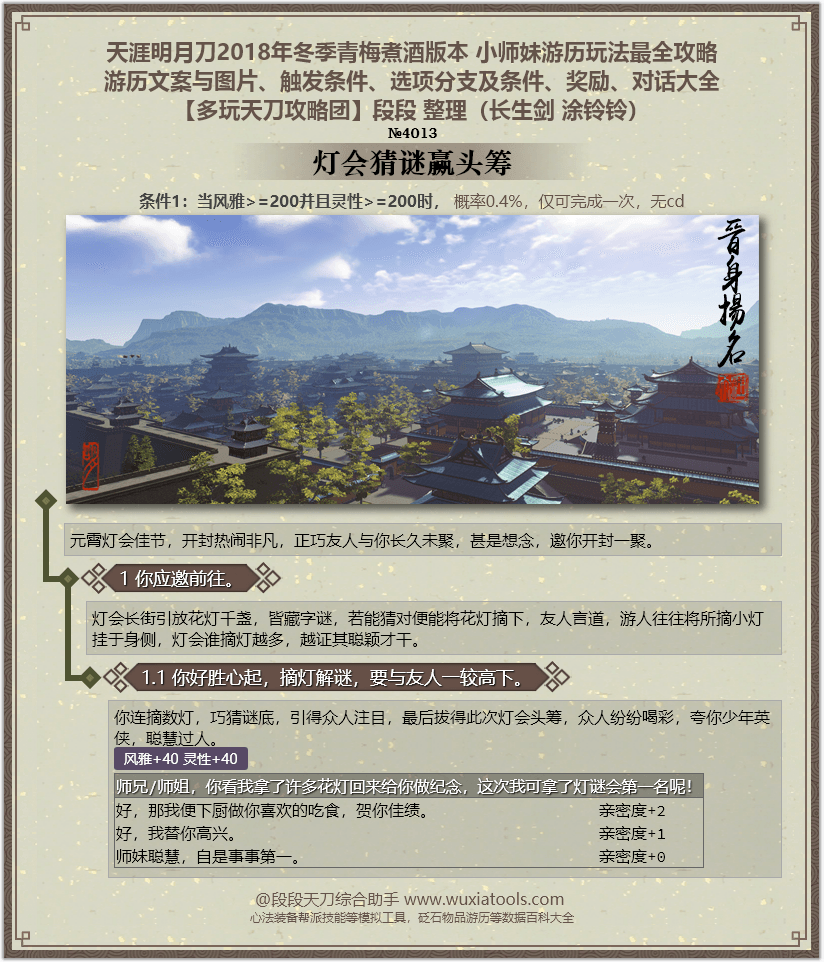 天涯明月刀2018年冬季青梅煮酒版本 小师妹游历玩法最全攻略
游历文案与图片、触发条件、选项分支及条件、奖励、对话大全
【多玩天刀攻略团】段段 整理（长生剑 涂铃铃）
№4013
灯会猜谜赢头筹
条件1：当风雅>=200并且灵性>=200时， 概率0.4%，仅可完成一次，无cd
晋身揚名
元霄灯会佳节，开封热闹非凡，正巧友人与你长久未聚，甚是想念，邀你开封一聚。
1 你应邀前往。
灯会长街引放花灯千盏，皆藏字谜，若能猜对便能将花灯摘下，友人言道，游人往往将所摘小灯
挂于身侧，灯会谁摘灯越多，越证其聪颖才干。
1.1 你好胜心起，摘灯解谜，要与友人一较高下。
你连摘数灯，巧猜谜底，引得众人注目，最后拔得此次灯会头筹，众人纷纷喝彩，夸你少年英
侠，聪慧过人。
风雅+40 灵性+40
师兄/师姐，你看我拿了许多花灯回来给你做纪念，这次我可拿了灯谜会第一名呢！
好，那我便下厨做你喜欢的吃食，贺你佳绩。 亲密度+2
好，我替你高兴。 亲密度+1
师妹聪慧，自是事事第一。 亲密度+0
@段段天刀综合助手 www.wuxiatools.com
心法装备帮派技能等模拟工具，砭石物品游历等数据百科大全